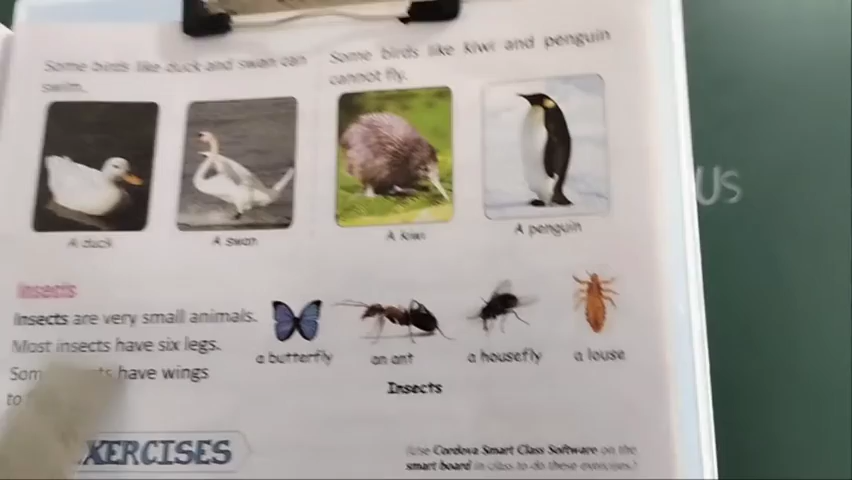 Some birds like duck and swan can
swim.
Some birds like kiwi and penguin
cannot fly.
A duck
A swan
A kiwi
A penguin
Insects
Insects are very small animals.
Most insects have six legs.
have wings
to
a butterfly
an ant
a housefly
a louse
Insects
EXERCISES
(Use Cordova Smart Class Software on the
smart board in class to do these exercises.)
US